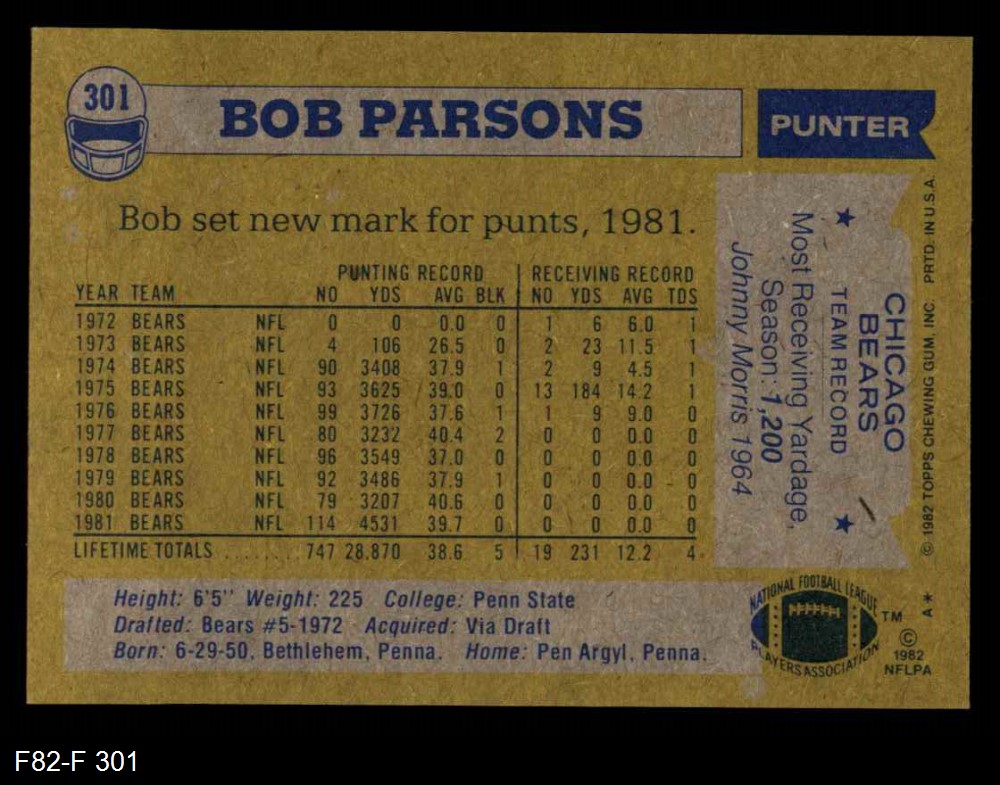 301
BOB PARSONS
PUNTER
Bob set new mark for punts, 1981.
PUNTING RECORD RECEIVING RECORD
YEAR TEAM NO YDS AVG BLK NO YDS AVG TDS
1972 BEARS NFL 0 0 0.0 0 1 6 6.0 1
1973 BEARS NFL 4 106 26.5 0 2 23 11.5 1
1974 BEARS NFL 90 3408 37.9 1 2 9 4.5 1
1975 BEARS NFL 93 3625 39.0 0 13 184 14.2 1
1976 BEARS NFL 99 3726 37.6 1 1 9 9.0 0
1977 BEARS NFL 80 3232 40.4 2 0 0 0.0 0
1978 BEARS NFL 96 3549 37.0 0 0 0 0.0 0
1979 BEARS NFL 92 3486 37.9 1 0 0 0.0 0
1980 BEARS NFL 79 3207 40.6 0 0 0 0.0 0
1981 BEARS NFL 114 4531 39.7 0 0 0 0.0 0
LIFETIME TOTALS ........ 747 28,870 38.6 5 19 231 12.2 4
Height: 6'5" Weight: 225 College: Penn State
Drafted: Bears #5-1972 Acquired: Via Draft
Born: 6-29-50, Bethlehem, Penna. Home: Pen Argyl, Penna.
CHICAGO
BEARS
★ TEAM RECORD ★
Most Receiving Yardage,
Season: 1,200
Johnny Morris 1964
© 1982 TOPPS CHEWING GUM, INC. PRTD. IN U.S.A.
A*
NATIONAL FOOTBALL LEAGUE
PLAYERS ASSOCIATION
TM
©
1982
NFLPA
F82-F 301